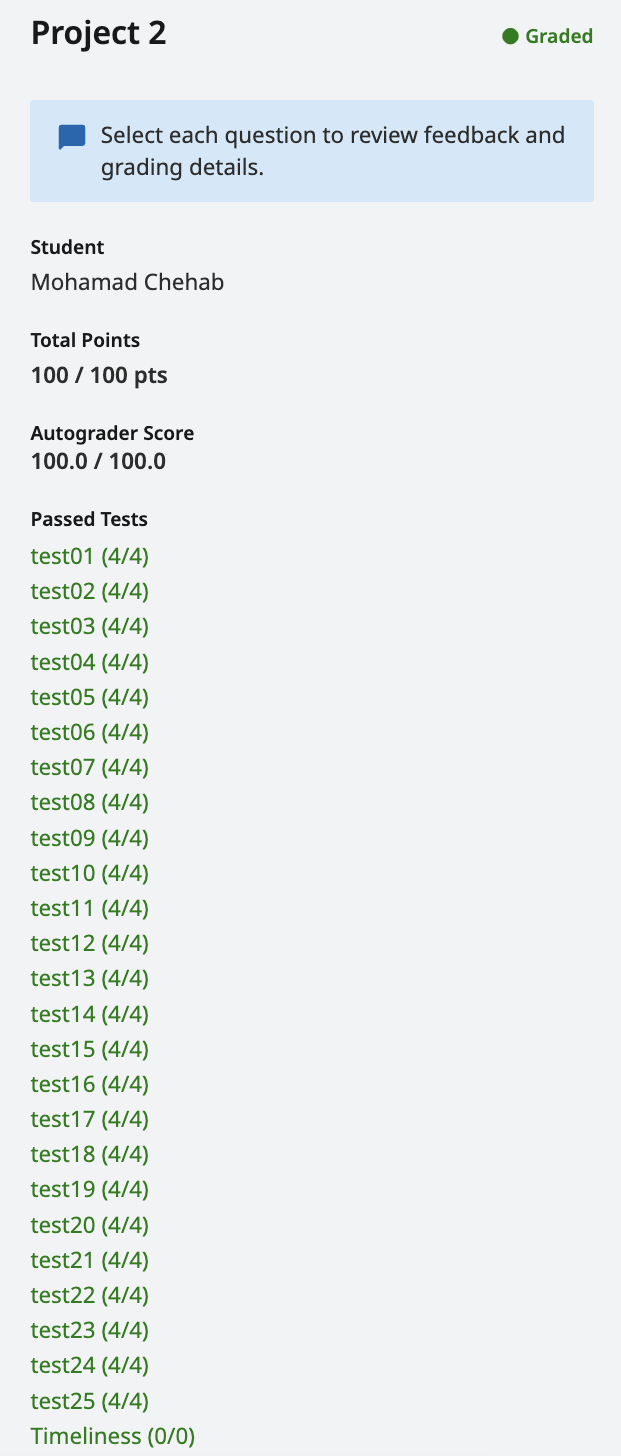 Project 2
Graded
Select each question to review feedback and
grading details.
Student
Mohamad Chehab
Total Points
100 / 100 pts
Autograder Score
100.0 / 100.0
Passed Tests
test01 (4/4)
test02 (4/4)
test03 (4/4)
test04 (4/4)
test05 (4/4)
test06 (4/4)
test07 (4/4)
test08 (4/4)
test09 (4/4)
test10 (4/4)
test11 (4/4)
test12 (4/4)
test13 (4/4)
test14 (4/4)
test15 (4/4)
test16 (4/4)
test17 (4/4)
test18 (4/4)
test19 (4/4)
test20 (4/4)
test21 (4/4)
test22 (4/4)
test23 (4/4)
test24 (4/4)
test25 (4/4)
Timeliness (0/0)